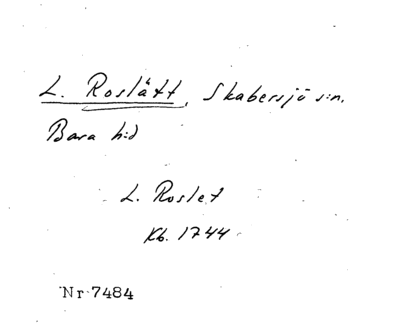 L. Roslätt, Skabersjö s:n.
Bara h:d
L. Roslet
Kb. 1744
Nr 7484